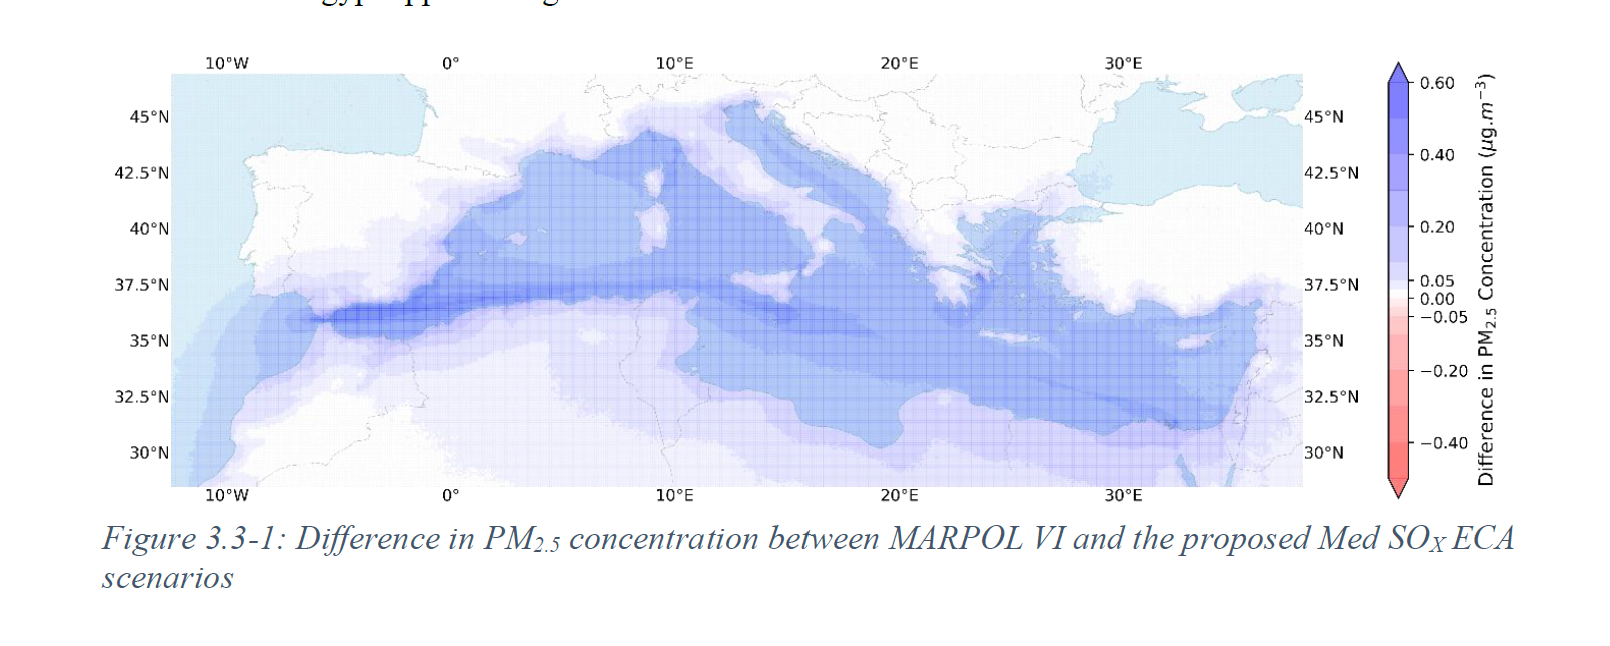 10°W 0° 10°E 20°E 30°E
45°N 45°N
42.5°N 42.5°N
40°N 40°N
37.5°N 37.5°N
35°N 35°N
32.5°N 32.5°N
30°N 30°N
10°W 0° 10°E 20°E 30°E
0.60
0.40
0.20
0.05
0.00
−0.05
−0.20
−0.40
Difference in PM2.5 Concentration (μg.m⁻³)
Figure 3.3-1: Difference in PM2.5 concentration between MARPOL VI and the proposed Med SOX ECA
scenarios